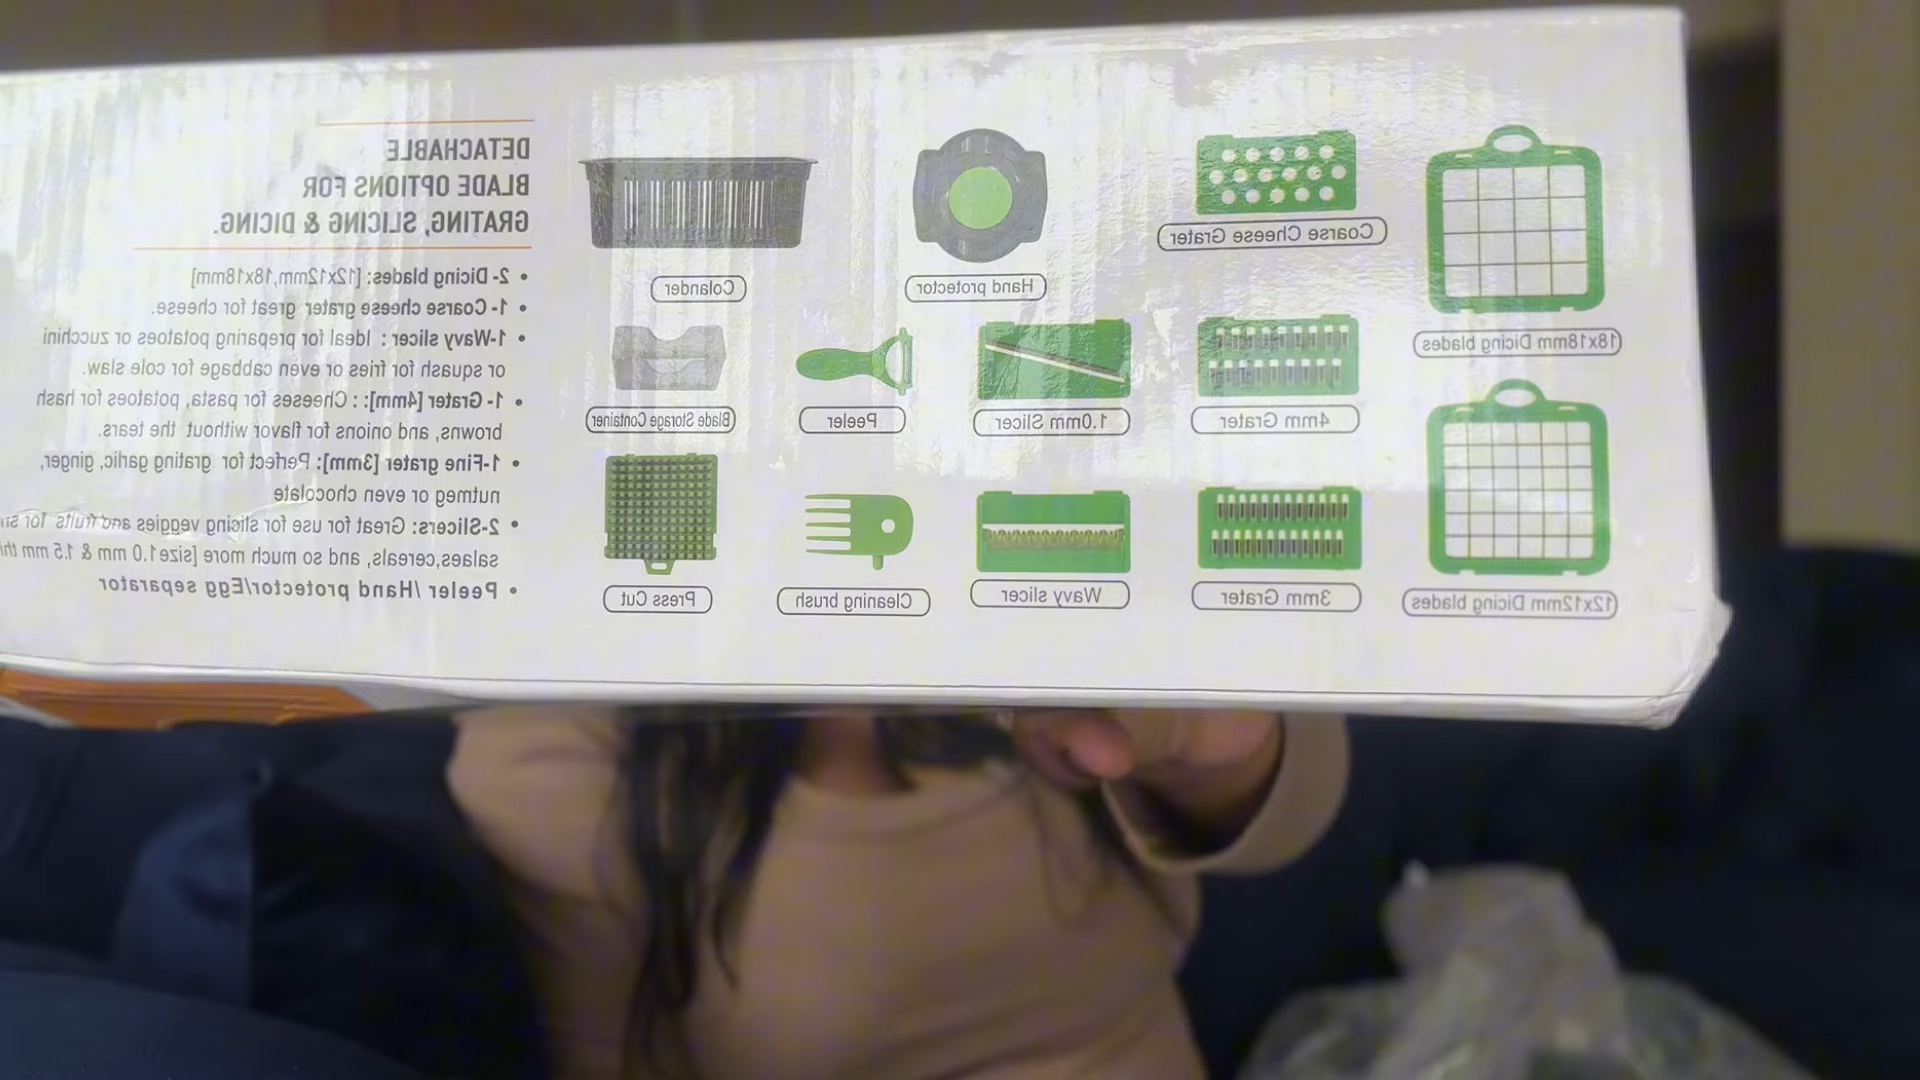 DETACHABLE
BLADE OPTIONS FOR
GRATING, SLICING & DICING.
• 2- Dicing blades: [12x12mm,18x18mm]
• 1- Coarse cheese grater great for cheese.
• 1-Wavy slicer : Ideal for preparing potatoes or zucchini
or squash for fries or even cabbage for cole slaw.
• 1- Grater [4mm]: : Cheeses for pasta, potatoes for hash
browns, and onions for flavor without the tears.
• 1-Fine grater [3mm]: Perfect for grating garlic, ginger,
nutmeg or even chocolate
• 2-Slicers: Great for use for slicing veggies and fruits for
salaes,cereals, and so much more [size1.0 mm & 1.5 mm
• Peeler /Hand protector/Egg separator
Colander
Hand protector
Coarse Cheese Grater
18x18mm Dicing blades
Blade Storage Container
Peeler
1.0mm Slicer
4mm Grater
Press Cut
Cleaning brush
Wavy slicer
3mm Grater
12x12mm Dicing blades